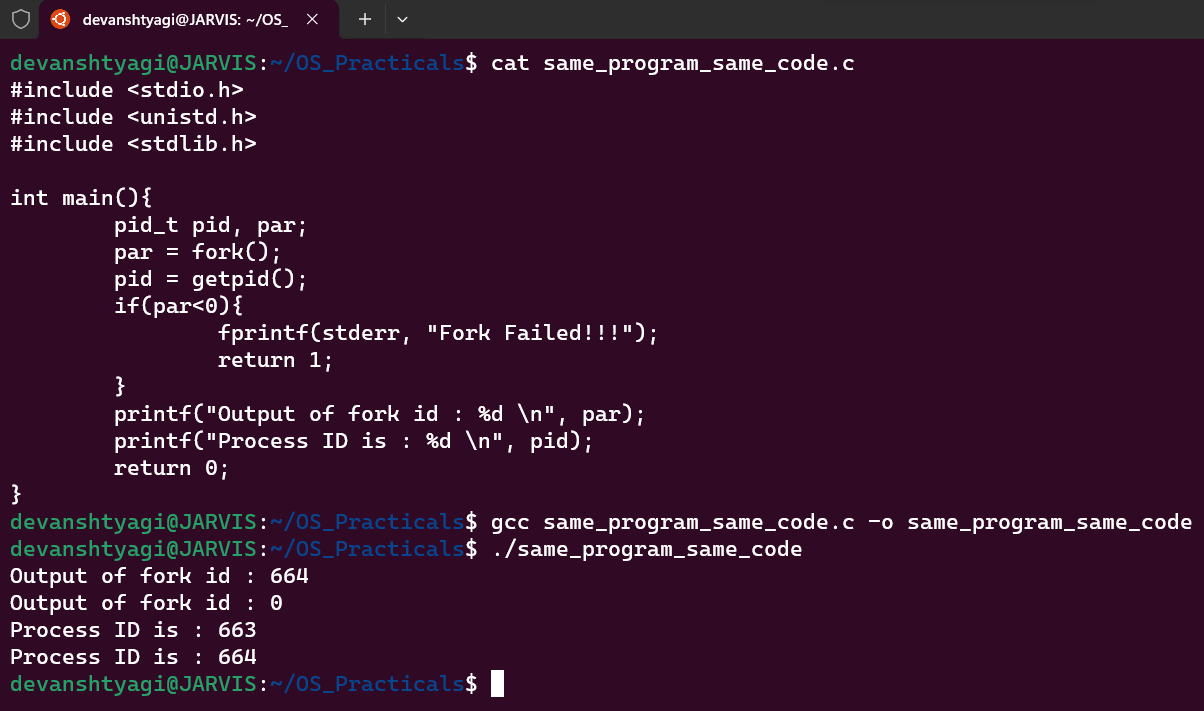 devanshtyagi@JARVIS: ~/OS_
devanshtyagi@JARVIS:~/OS_Practicals$ cat same_program_same_code.c
#include <stdio.h>
#include <unistd.h>
#include <stdlib.h>

int main(){
        pid_t pid, par;
        par = fork();
        pid = getpid();
        if(par<0){
                fprintf(stderr, "Fork Failed!!!");
                return 1;
        }
        printf("Output of fork id : %d \n", par);
        printf("Process ID is : %d \n", pid);
        return 0;
}
devanshtyagi@JARVIS:~/OS_Practicals$ gcc same_program_same_code.c -o same_program_same_code
devanshtyagi@JARVIS:~/OS_Practicals$ ./same_program_same_code
Output of fork id : 664
Output of fork id : 0
Process ID is : 663
Process ID is : 664
devanshtyagi@JARVIS:~/OS_Practicals$